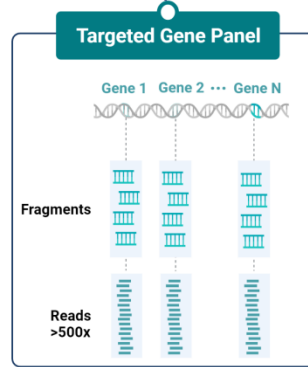 Targeted Gene Panel
Gene 1 Gene 2 ••• Gene N
Fragments
Reads
>500x